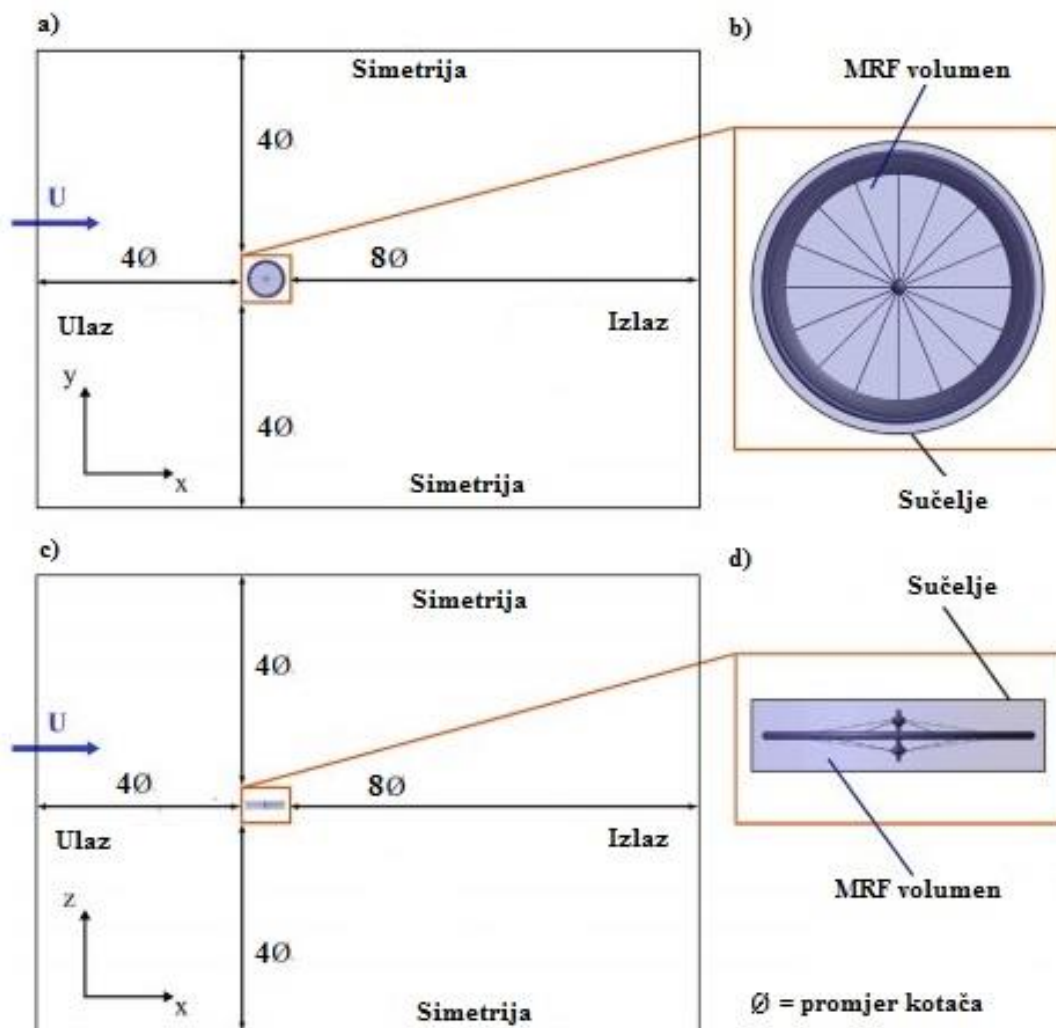 a)
Simetrija
4Ø
U
4Ø
8Ø
Ulaz
Izlaz
y
4Ø
x
Simetrija
b)
MRF volumen
Sučelje
c)
Simetrija
4Ø
U
4Ø
8Ø
Ulaz
Izlaz
z
4Ø
x
Simetrija
d)
Sučelje
MRF volumen
Ø = promjer kotača